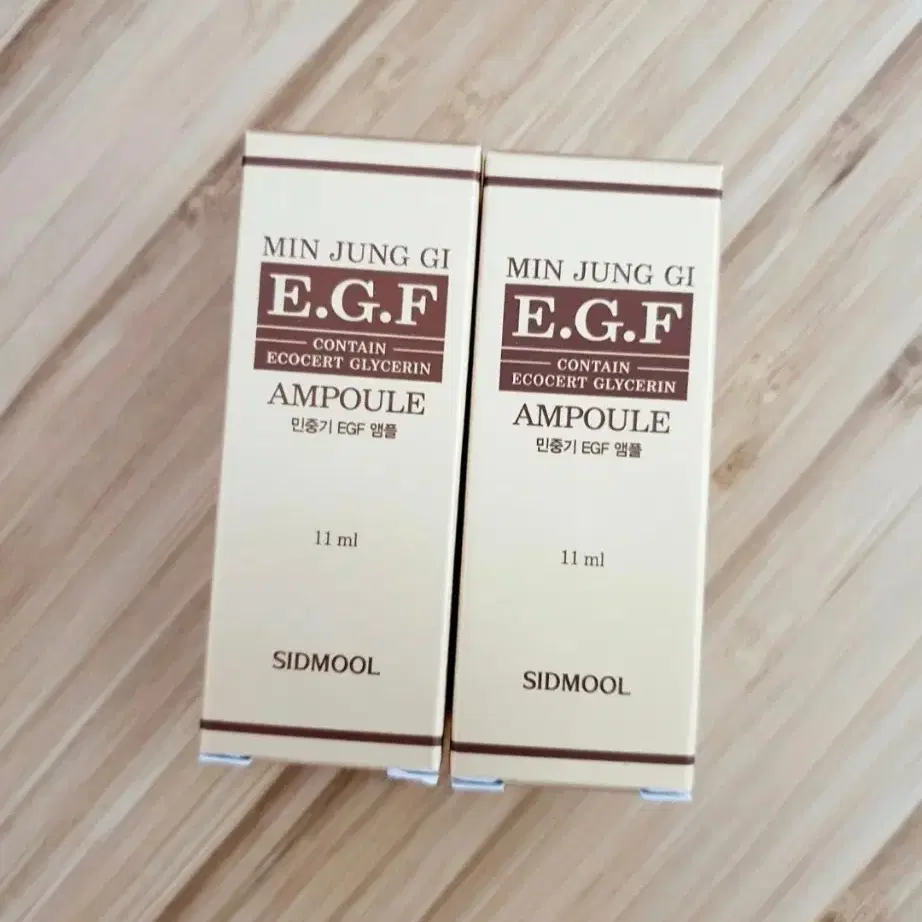 MIN JUNG GI
E.G.F
CONTAIN
ECOCERT GLYCERIN
AMPOULE
민중기 EGF 앰플
11 ml
SIDMOOL
MIN JUNG GI
E.G.F
CONTAIN
ECOCERT GLYCERIN
AMPOULE
민중기 EGF 앰플
11 ml
SIDMOOL